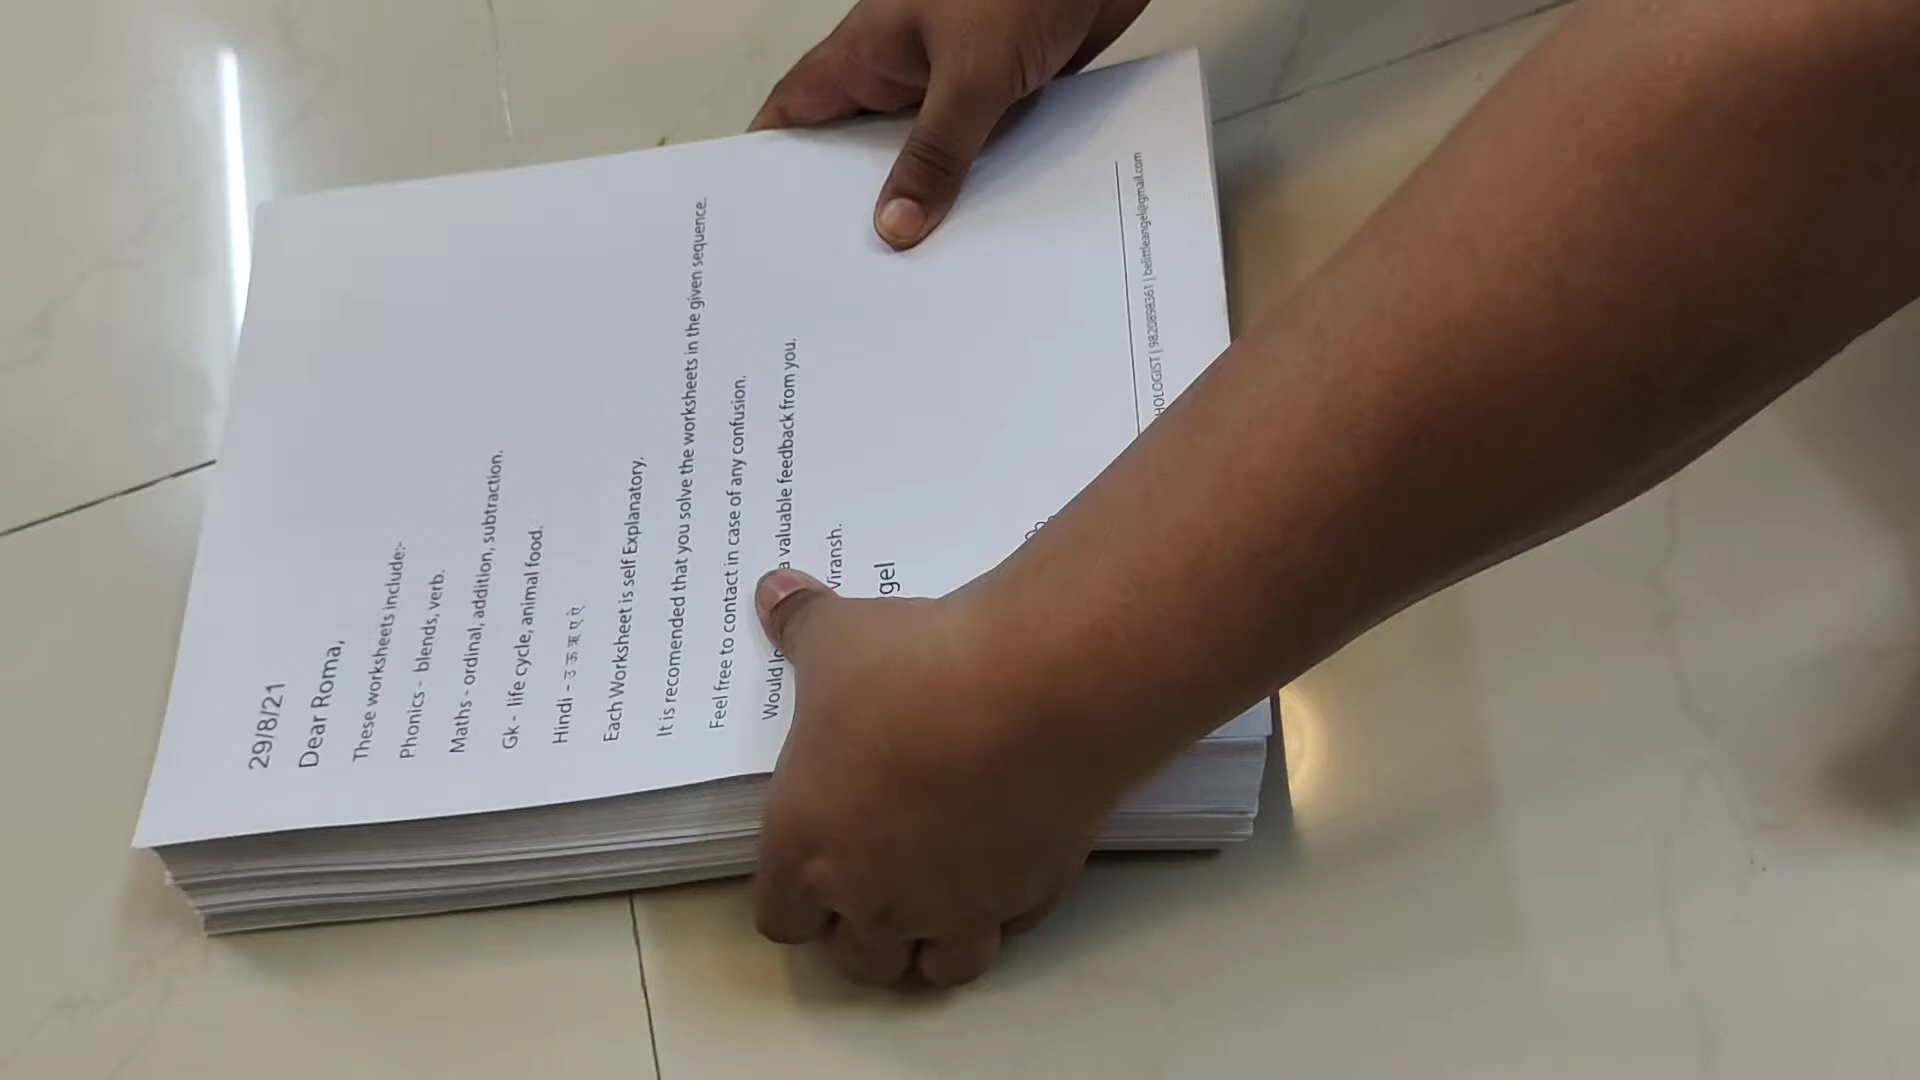 29/8/21
Dear Roma,
These worksheets include:-
Phonics - blends, verb.
Maths - ordinal, addition, subtraction.
Gk - life cycle, animal food.
Hindi - उ ऊ ऋ ए ऐ
Each Worksheet is self Explanatory.
It is recomended that you solve the worksheets in the given sequence.
Feel free to contact in case of any confusion.
Would a valuable feedback from you.
Viransh.
gel
HOLOGIST | 9820898361 | belittleangel@gmail.com